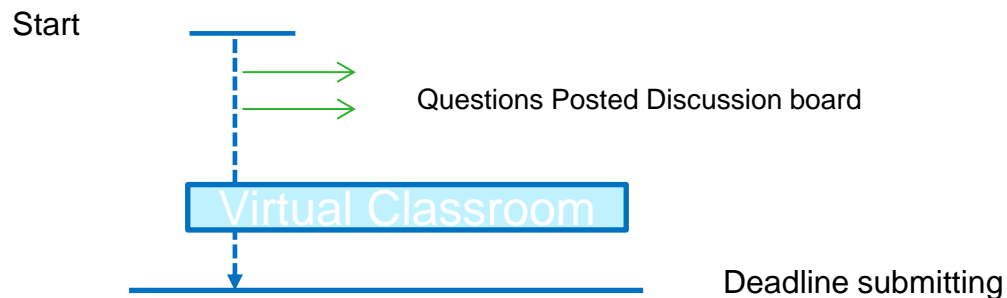 Start
Questions Posted Discussion board
Virtual Classroom
Deadline submitting